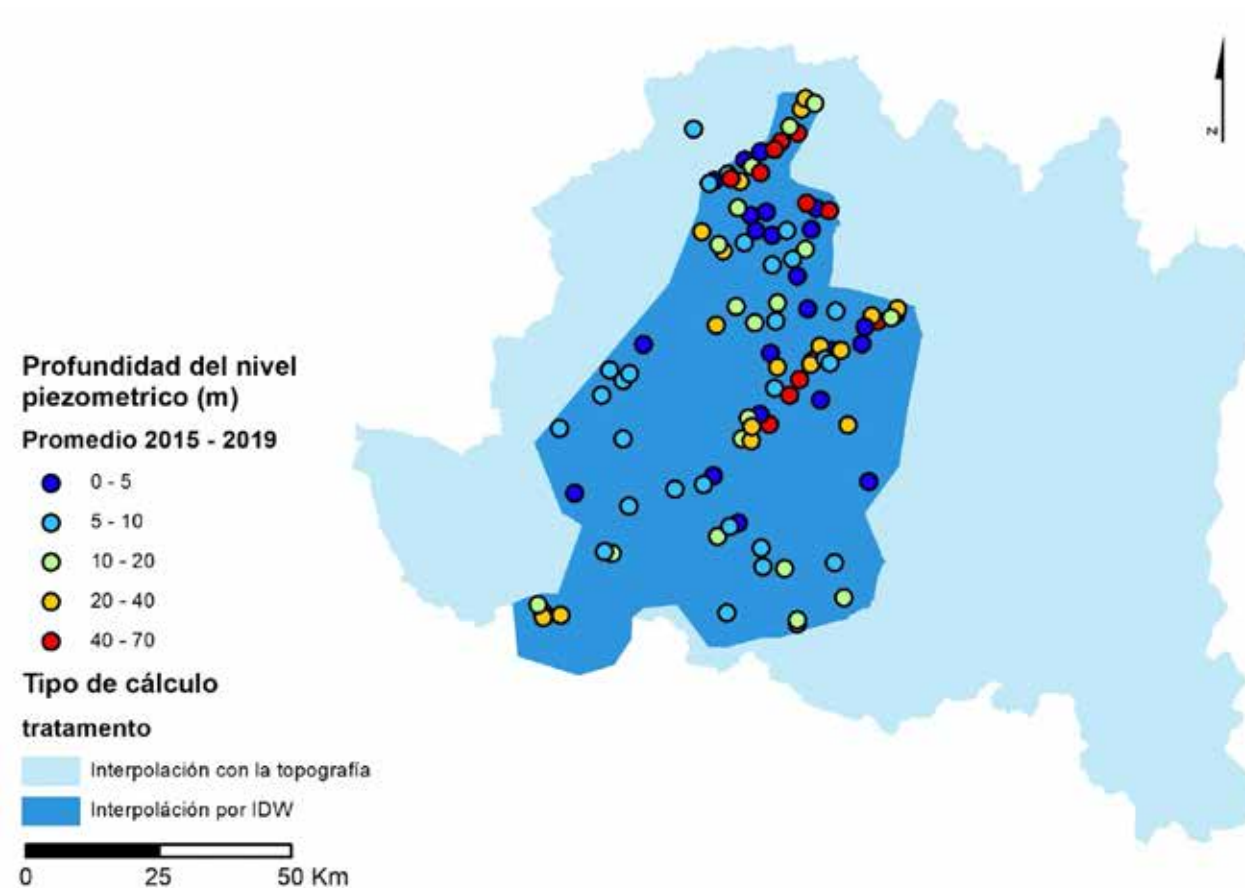 Z
Profundidad del nivel
piezometrico (m)
Promedio 2015 - 2019
0 - 5
5 - 10
10 - 20
20 - 40
40 - 70
Tipo de cálculo
tratamento
Interpolación con la topografía
Interpoláción por IDW
0 25 50 Km